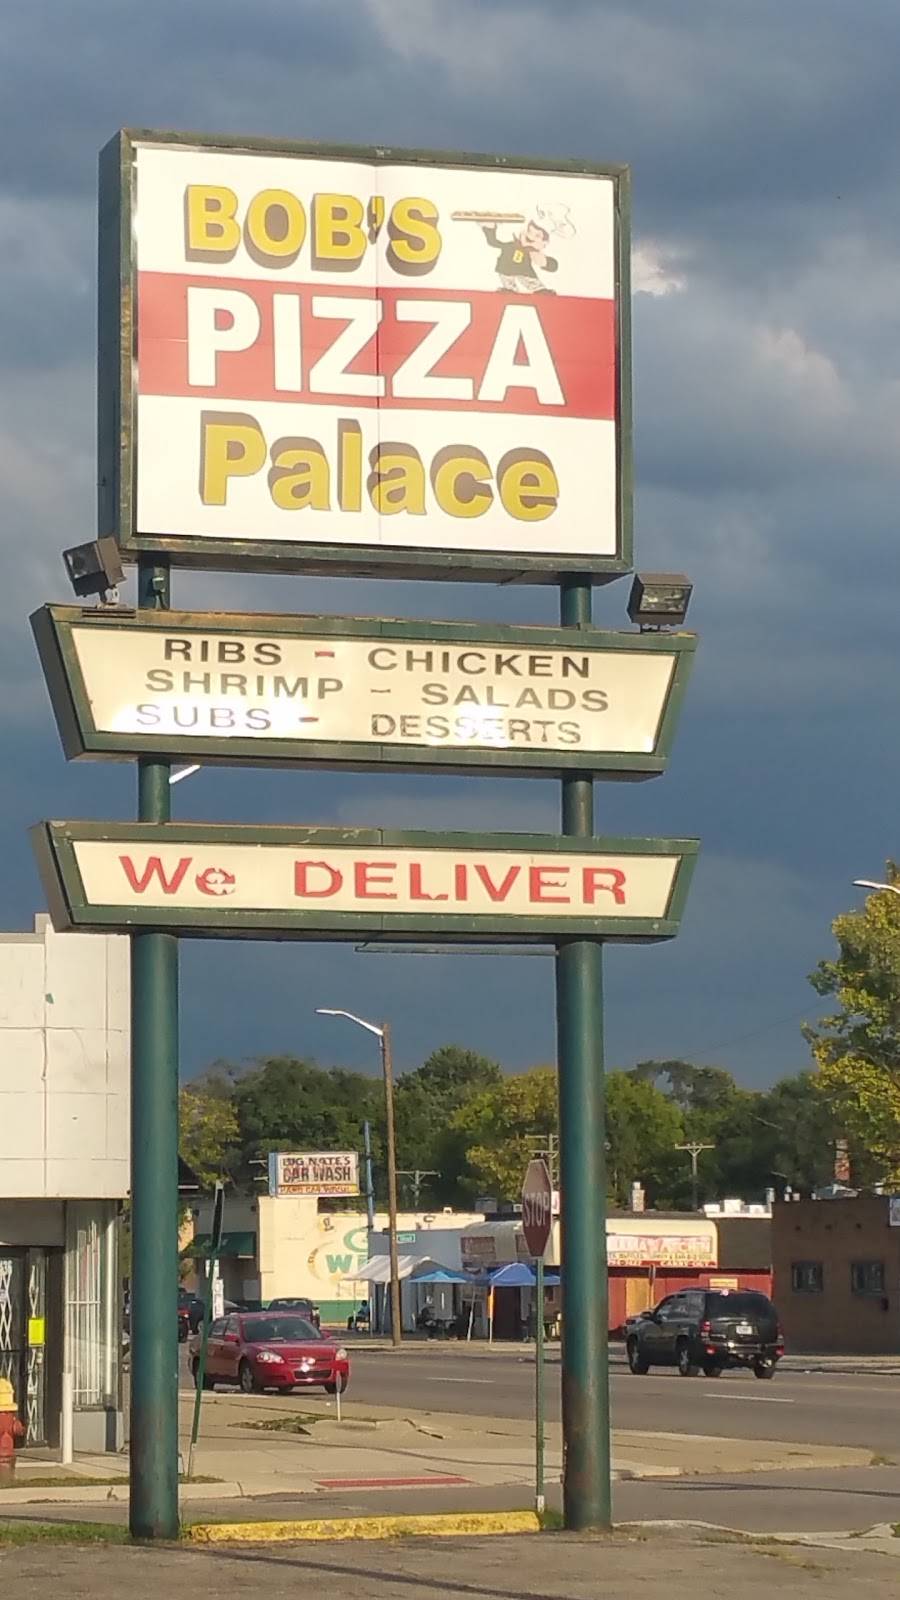 BOB'S
B
PIZZA
Palace
RIBS - CHICKEN
SHRIMP - SALADS
SUBS - DESSERTS
We DELIVER
BIG NATE'S
CAR WASH
STOP